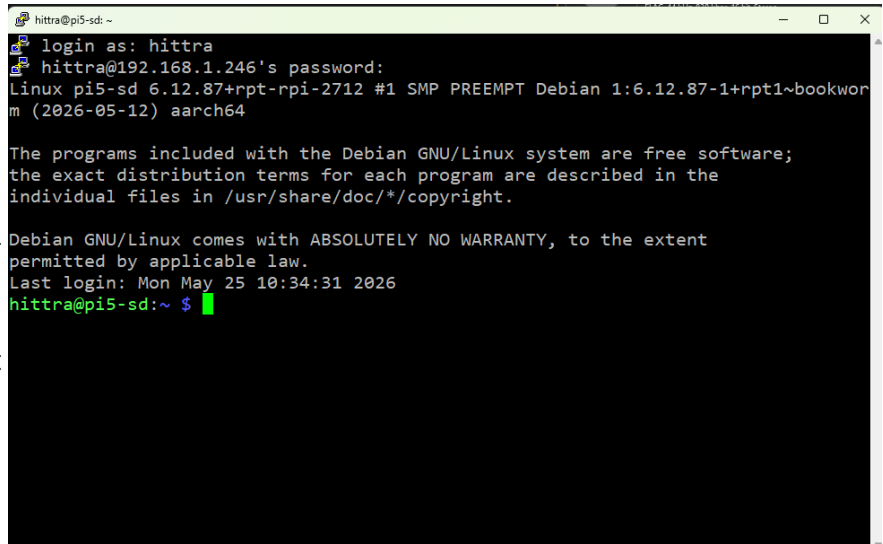 hittra@pi5-sd: ~
login as: hittra
hittra@192.168.1.246's password:
Linux pi5-sd 6.12.87+rpt-rpi-2712 #1 SMP PREEMPT Debian 1:6.12.87-1+rpt1~bookwor
m (2026-05-12) aarch64
The programs included with the Debian GNU/Linux system are free software;
the exact distribution terms for each program are described in the
individual files in /usr/share/doc/*/copyright.
Debian GNU/Linux comes with ABSOLUTELY NO WARRANTY, to the extent
permitted by applicable law.
Last login: Mon May 25 10:34:31 2026
hittra@pi5-sd:~ $